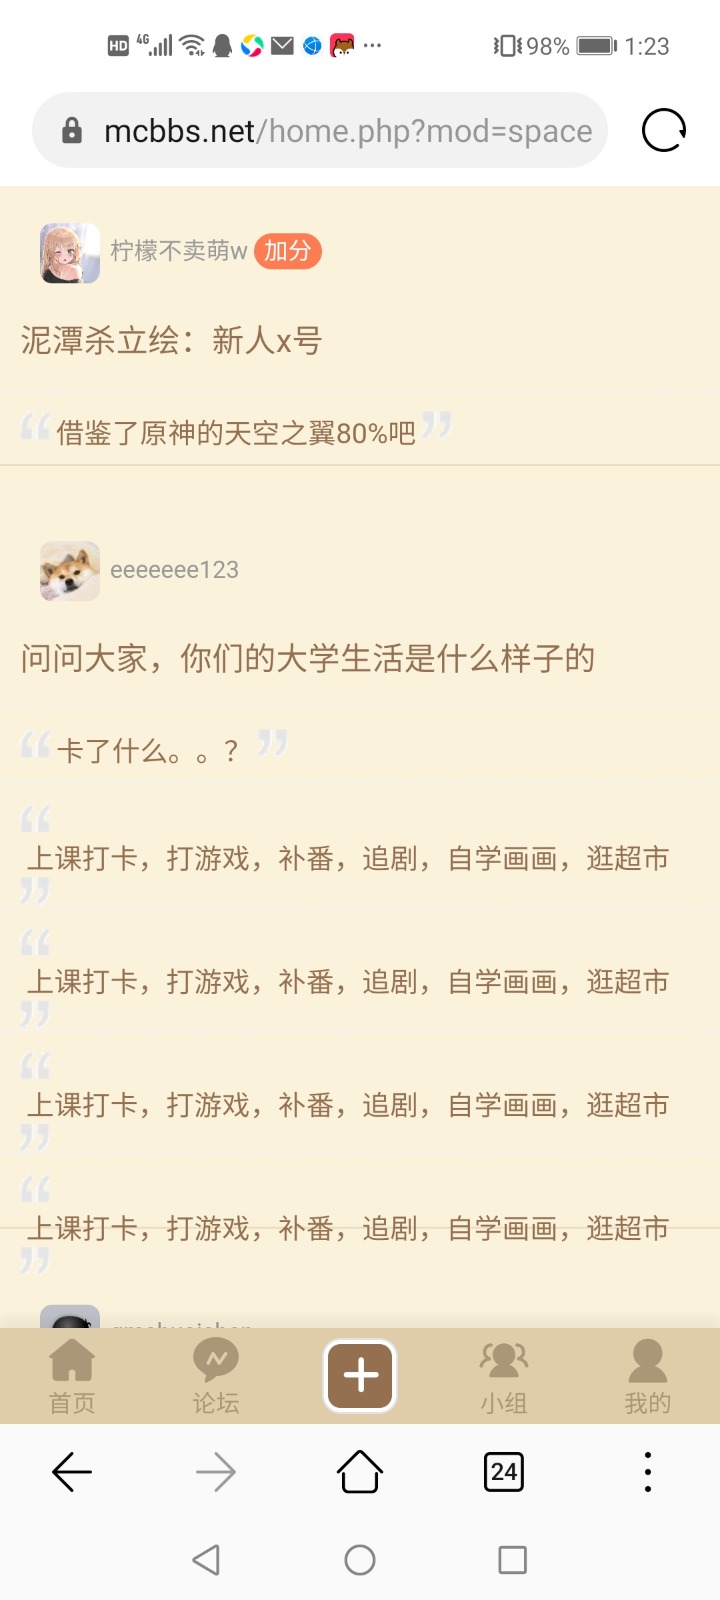 HD 4G 98% 1:23
mcbbs.net/home.php?mod=space
柠檬不卖萌w 加分
泥潭杀立绘：新人x号
“借鉴了原神的天空之翼80%吧”
eeeeeee123
问问大家，你们的大学生活是什么样子的
“卡了什么。。？”
“
上课打卡，打游戏，补番，追剧，自学画画，逛超市
”
“
上课打卡，打游戏，补番，追剧，自学画画，逛超市
”
“
上课打卡，打游戏，补番，追剧，自学画画，逛超市
”
“
上课打卡，打游戏，补番，追剧，自学画画，逛超市
”
首页 论坛 小组 我的
24